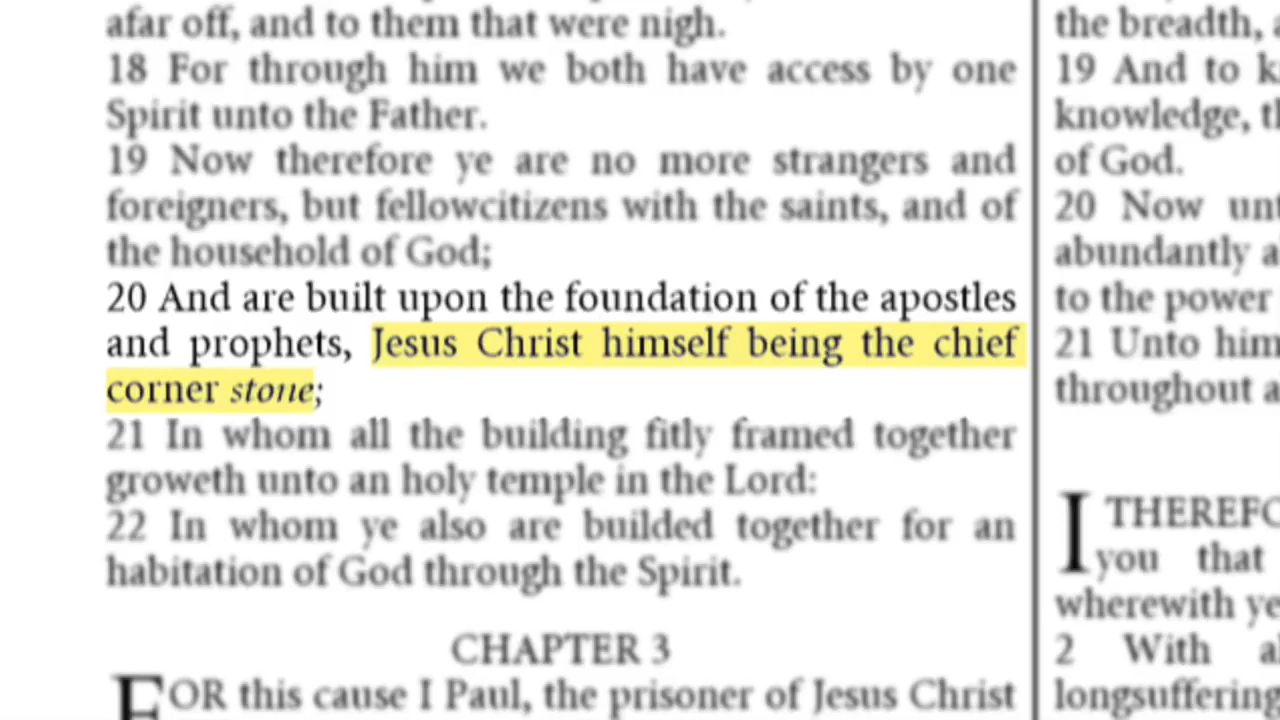 afar off, and to them that were nigh.
18 For through him we both have access by one
Spirit unto the Father.
19 Now therefore ye are no more strangers and
foreigners, but fellowcitizens with the saints, and of
the household of God;
20 And are built upon the foundation of the apostles
and prophets, Jesus Christ himself being the chief
corner stone;
21 In whom all the building fitly framed together
groweth unto an holy temple in the Lord:
22 In whom ye also are builded together for an
habitation of God through the Spirit.
CHAPTER 3
FOR this cause I Paul, the prisoner of Jesus Christ
the breadth,
19 And to
knowledge,
of God.
20 Now
abundantly
to the power
21 Unto him
throughout
I THEREFO
you that
wherewith ye
2 With
longsuffering